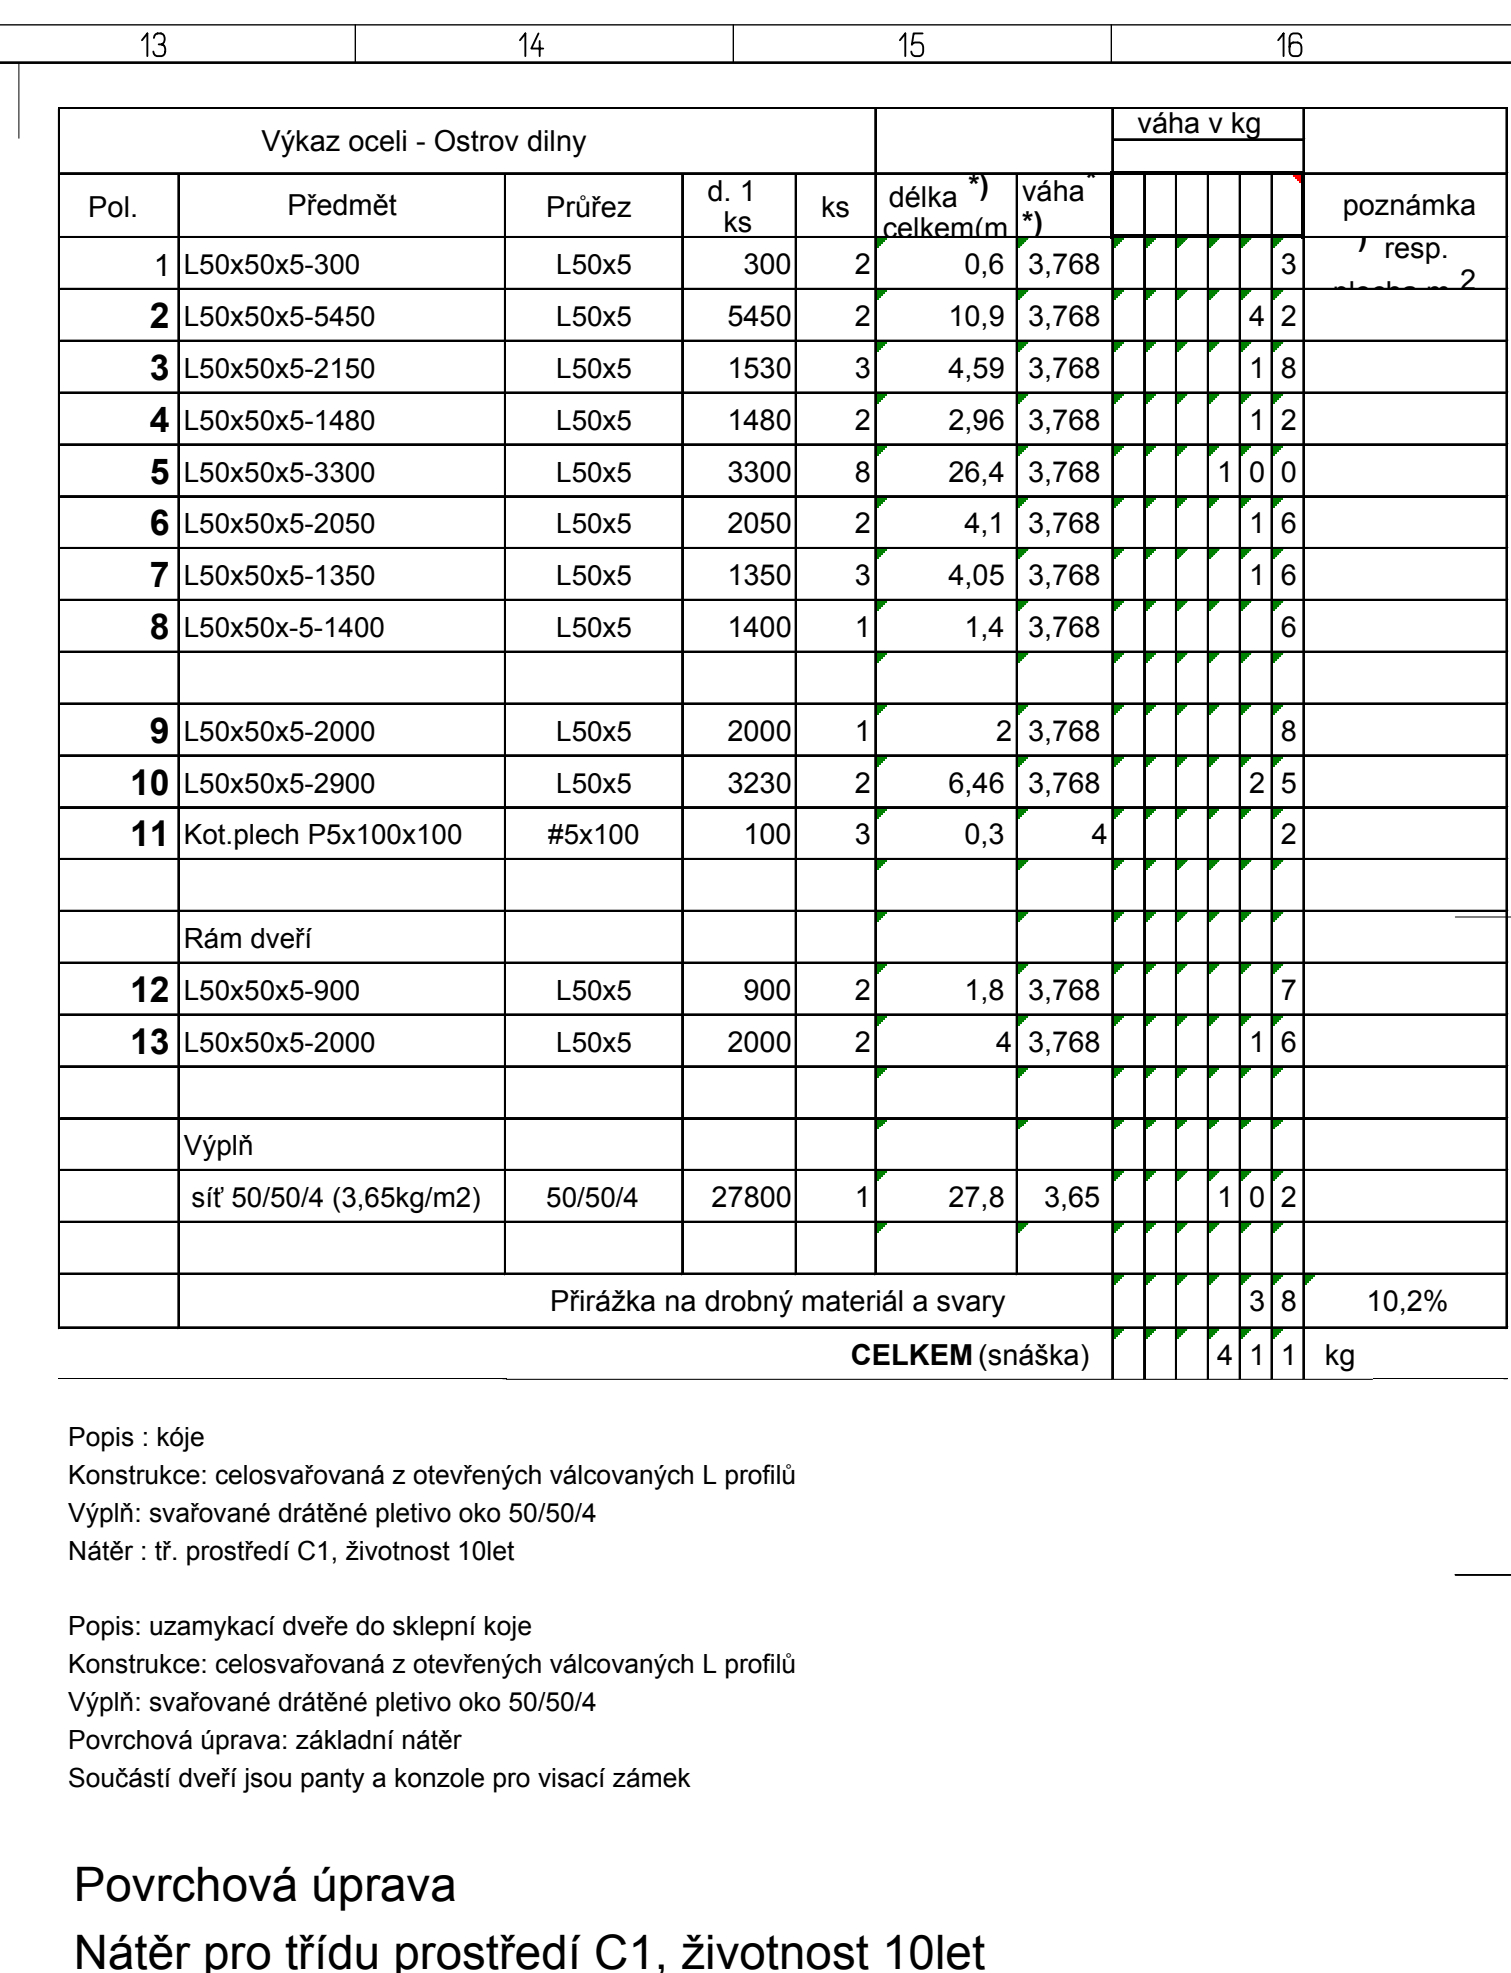 13 14 15 16
Výkaz oceli - Ostrov dilny váha v kg
Pol. Předmět Průřez d. 1 ks ks délka *) celkem(m váha *) poznámka
1 L50x50x5-300 L50x5 300 2 0,6 3,768 3 ) resp.
2 L50x50x5-5450 L50x5 5450 2 10,9 3,768 4 2
3 L50x50x5-2150 L50x5 1530 3 4,59 3,768 1 8
4 L50x50x5-1480 L50x5 1480 2 2,96 3,768 1 2
5 L50x50x5-3300 L50x5 3300 8 26,4 3,768 1 0 0
6 L50x50x5-2050 L50x5 2050 2 4,1 3,768 1 6
7 L50x50x5-1350 L50x5 1350 3 4,05 3,768 1 6
8 L50x50x-5-1400 L50x5 1400 1 1,4 3,768 6
9 L50x50x5-2000 L50x5 2000 1 2 3,768 8
10 L50x50x5-2900 L50x5 3230 2 6,46 3,768 2 5
11 Kot.plech P5x100x100 #5x100 100 3 0,3 4 2
Rám dveří
12 L50x50x5-900 L50x5 900 2 1,8 3,768 7
13 L50x50x5-2000 L50x5 2000 2 4 3,768 1 6
Výplň
síť 50/50/4 (3,65kg/m2) 50/50/4 27800 1 27,8 3,65 1 0 2
Přirážka na drobný materiál a svary 3 8 10,2%
CELKEM (snáška) 4 1 1 kg
Popis : kóje
Konstrukce: celosvařovaná z otevřených válcovaných L profilů
Výplň: svařované drátěné pletivo oko 50/50/4
Nátěr : tř. prostředí C1, životnost 10let
Popis: uzamykací dveře do sklepní koje
Konstrukce: celosvařovaná z otevřených válcovaných L profilů
Výplň: svařované drátěné pletivo oko 50/50/4
Povrchová úprava: základní nátěr
Součástí dveří jsou panty a konzole pro visací zámek
Povrchová úprava
Nátěr pro třídu prostředí C1, životnost 10let